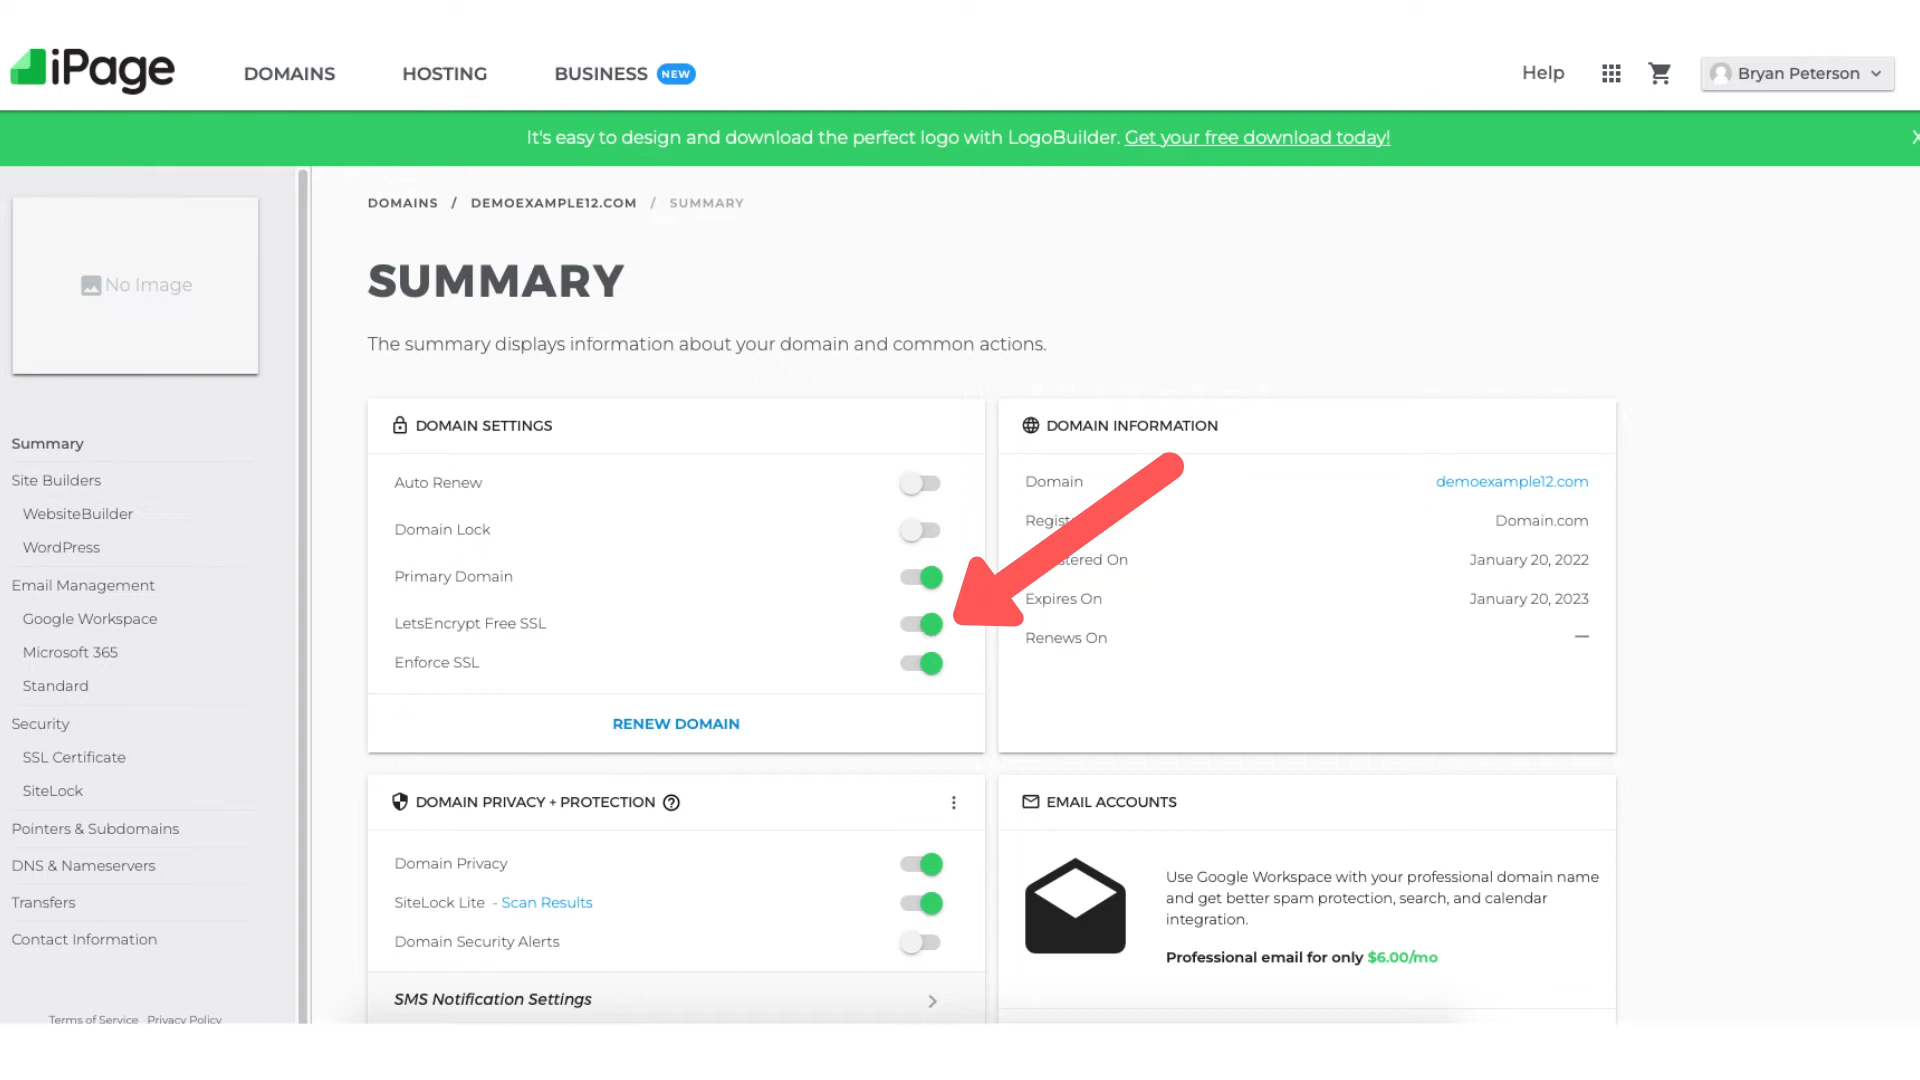 iPage
DOMAINS
HOSTING
BUSINESS NEW
Help
Bryan Peterson
It's easy to design and download the perfect logo with LogoBuilder. Get your free download today!
X
No Image
Summary
Site Builders
WebsiteBuilder
WordPress
Email Management
Google Workspace
Microsoft 365
Standard
Security
SSL Certificate
SiteLock
Pointers & Subdomains
DNS & Nameservers
Transfers
Contact Information
Terms of Service Privacy Policy
DOMAINS / DEMOEXAMPLE12.COM / SUMMARY
SUMMARY
The summary displays information about your domain and common actions.
DOMAIN SETTINGS
Auto Renew
Domain Lock
Primary Domain
LetsEncrypt Free SSL
Enforce SSL
RENEW DOMAIN
DOMAIN INFORMATION
Domain demoexample12.com
Domain.com
On January 20, 2022
Expires On January 20, 2023
Renews On —
DOMAIN PRIVACY + PROTECTION ?
Domain Privacy
SiteLock Lite - Scan Results
Domain Security Alerts
SMS Notification Settings
EMAIL ACCOUNTS
Use Google Workspace with your professional domain name
and get better spam protection, search, and calendar
integration.
Professional email for only $6.00/mo